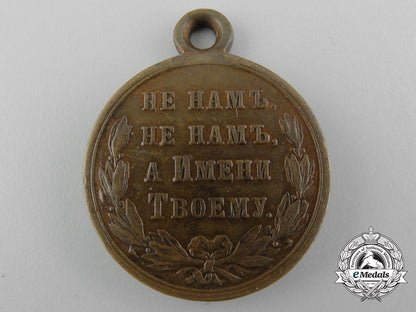 НЕ НАМЪ,
НЕ НАМЪ,
А ИМЕНИ
ТВОЕМУ.
eMedals